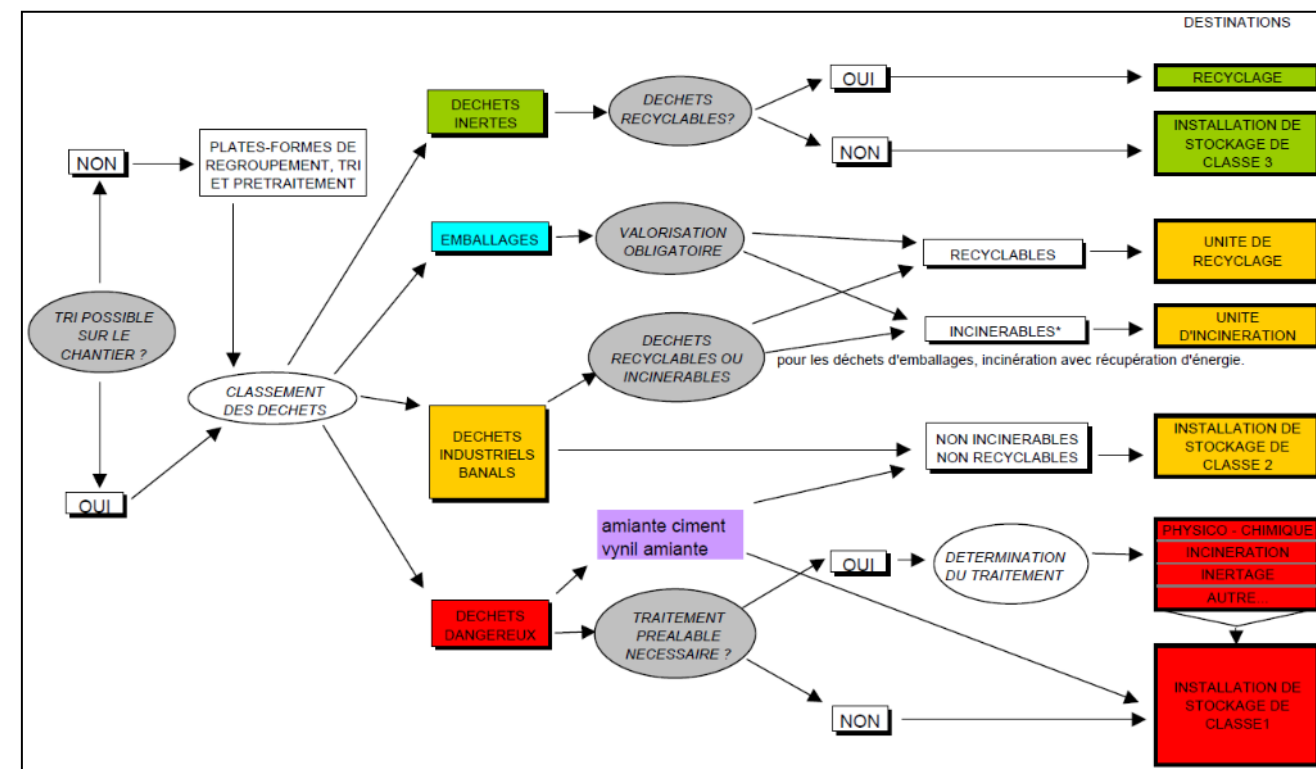 DESTINATIONS
OUI
RECYCLAGE
DECHETS
INERTES
DECHETS
RECYCLABLES?
NON
INSTALLATION DE
STOCKAGE DE
CLASSE 3
NON
PLATES-FORMES DE
REGROUPEMENT, TRI
ET PRETRAITEMENT
EMBALLAGES
VALORISATION
OBLIGATOIRE
RECYCLABLES
UNITE DE
RECYCLAGE
TRI POSSIBLE
SUR LE
CHANTIER ?
DECHETS
RECYCLABLES OU
INCINERABLES
INCINERABLES*
UNITE
D'INCINERATION
pour les déchets d'emballages, incinération avec récupération d'énergie.
CLASSEMENT
DES DECHETS
DECHETS
INDUSTRIELS
BANALS
NON INCINERABLES
NON RECYCLABLES
INSTALLATION DE
STOCKAGE DE
CLASSE 2
OUI
amiante ciment
vynil amiante
OUI
DETERMINATION
DU TRAITEMENT
PHYSICO - CHIMIQUE
INCINERATION
INERTAGE
AUTRE...
DECHETS
DANGEREUX
TRAITEMENT
PREALABLE
NECESSAIRE ?
NON
INSTALLATION DE
STOCKAGE DE
CLASSE1